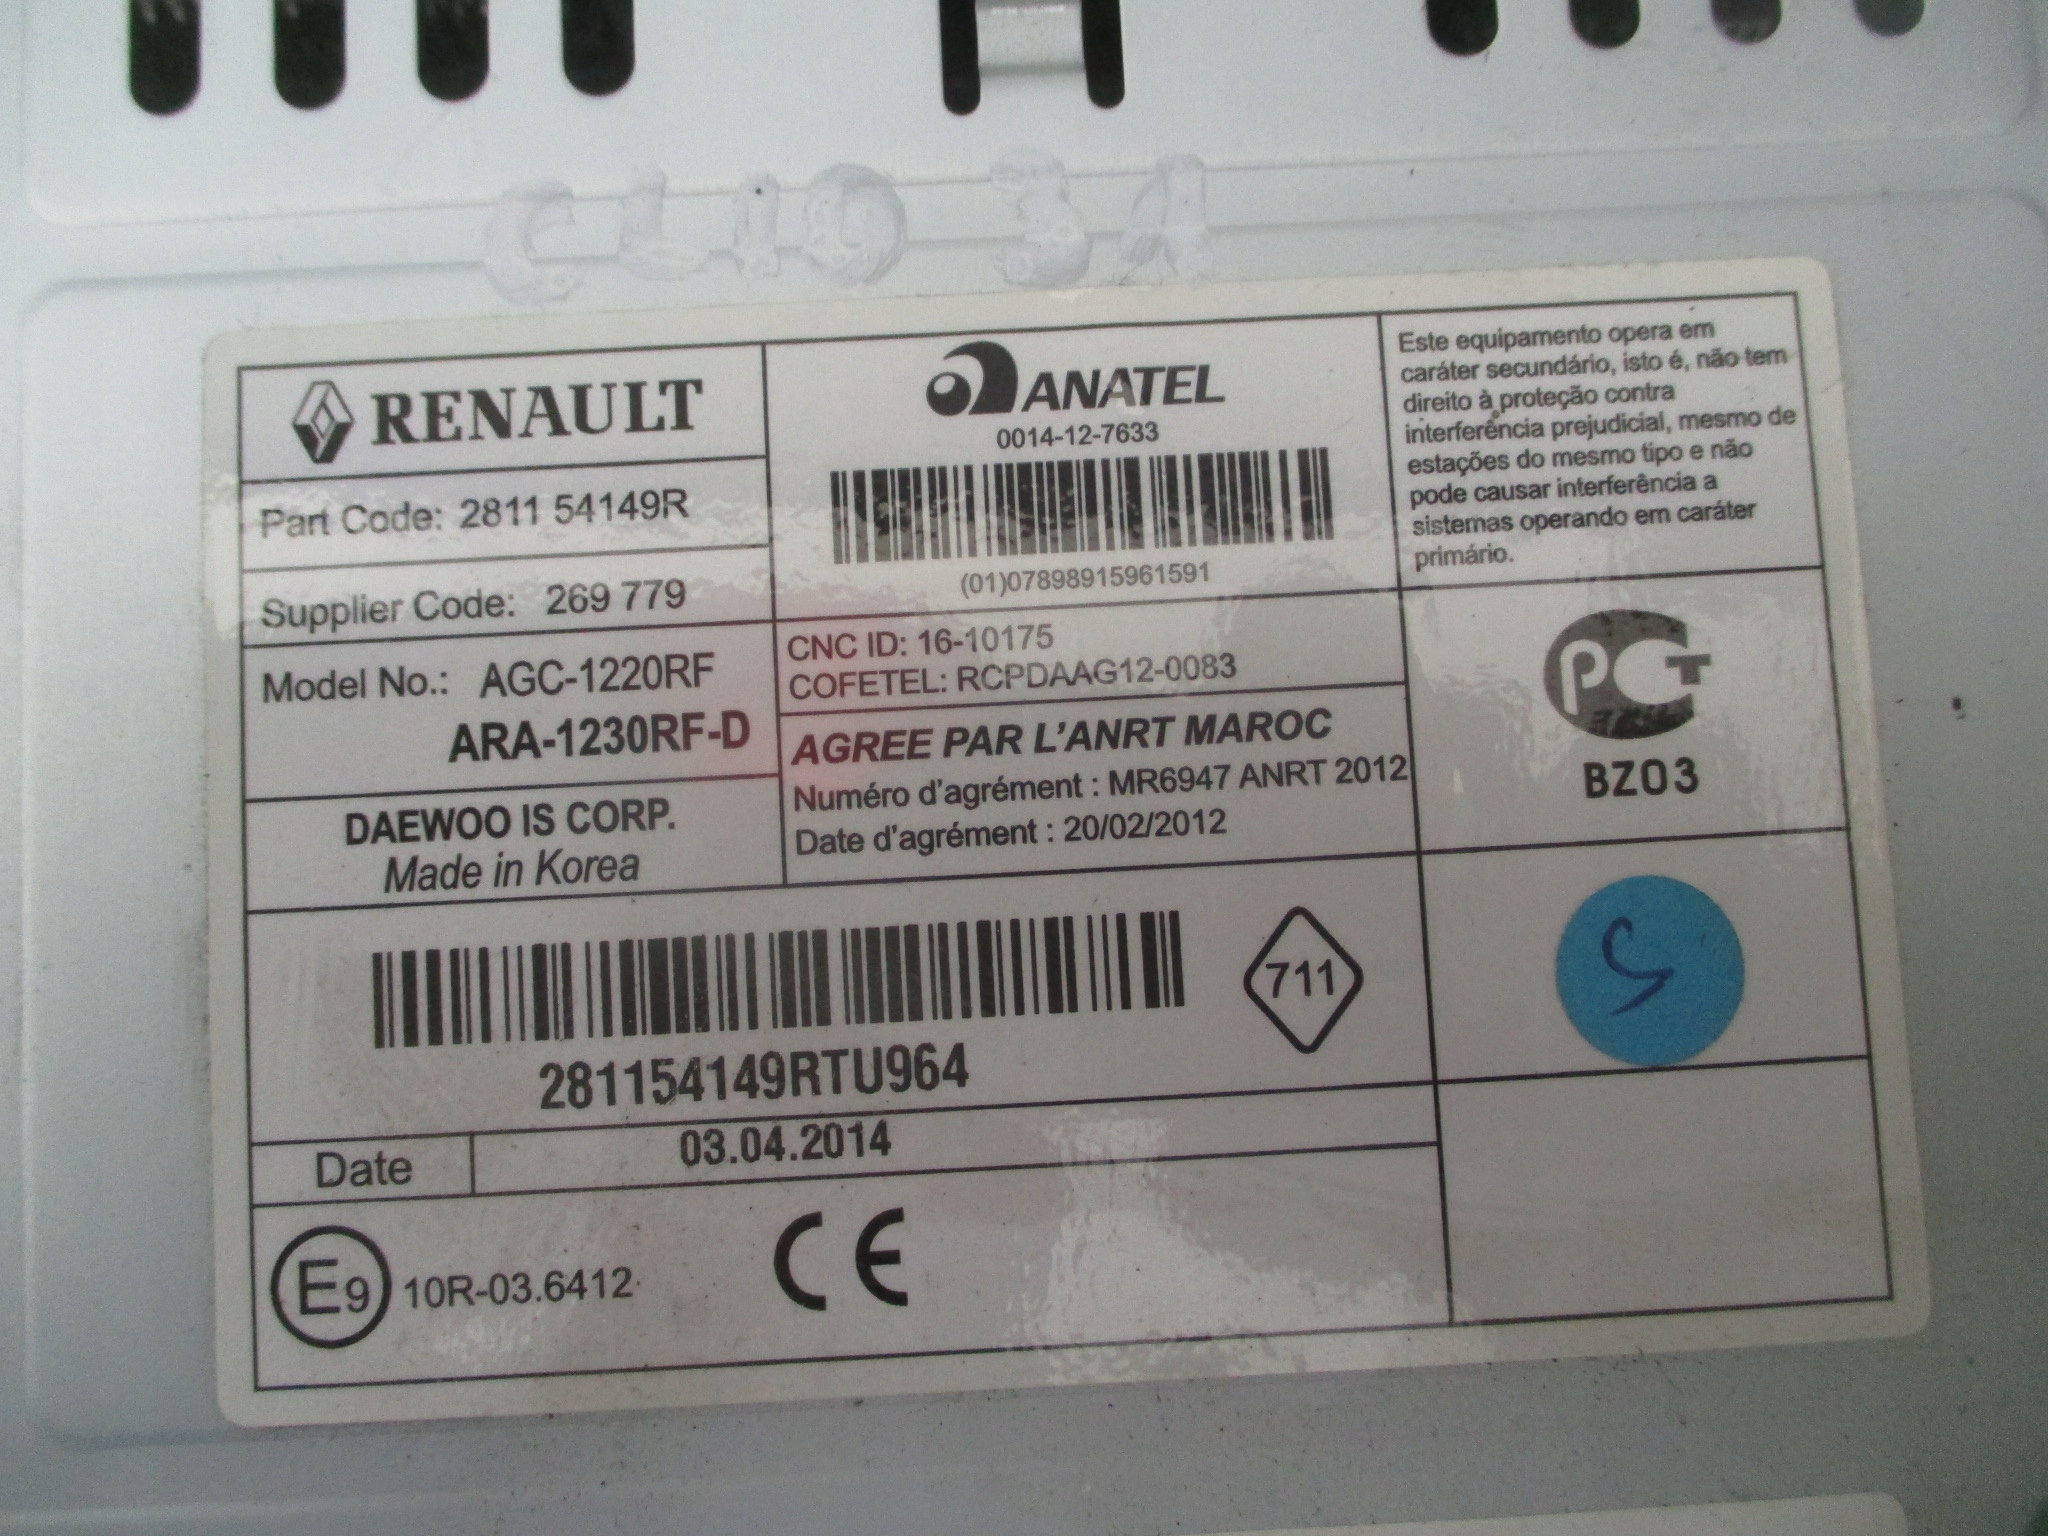 CLIO 34
RENAULT
Part Code: 2811 54149R
Supplier Code: 269 779
Model No.: AGC-1220RF
ARA-1230RF-D
DAEWOO IS CORP.
Made in Korea
ANATEL
0014-12-7633
(01)07898915961591
CNC ID: 16-10175
COFETEL: RCPDAAG12-0083
AGREE PAR L'ANRT MAROC
Numéro d'agrément : MR6947 ANRT 2012
Date d'agrément : 20/02/2012
Este equipamento opera em
caráter secundário, isto é, não tem
direito à proteção contra
interferência prejudicial, mesmo de
estações do mesmo tipo e não
pode causar interferência a
sistemas operando em caráter
primário.
PCT
BZ03
281154149RTU964
711
5
Date 03.04.2014
E9 10R-03.6412
CE